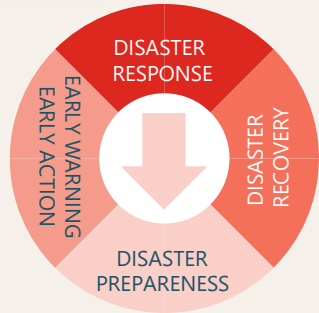 DISASTER
RESPONSE
DISASTER
RECOVERY
DISASTER
PREPARENESS
EARLY WARNING
EARLY ACTION